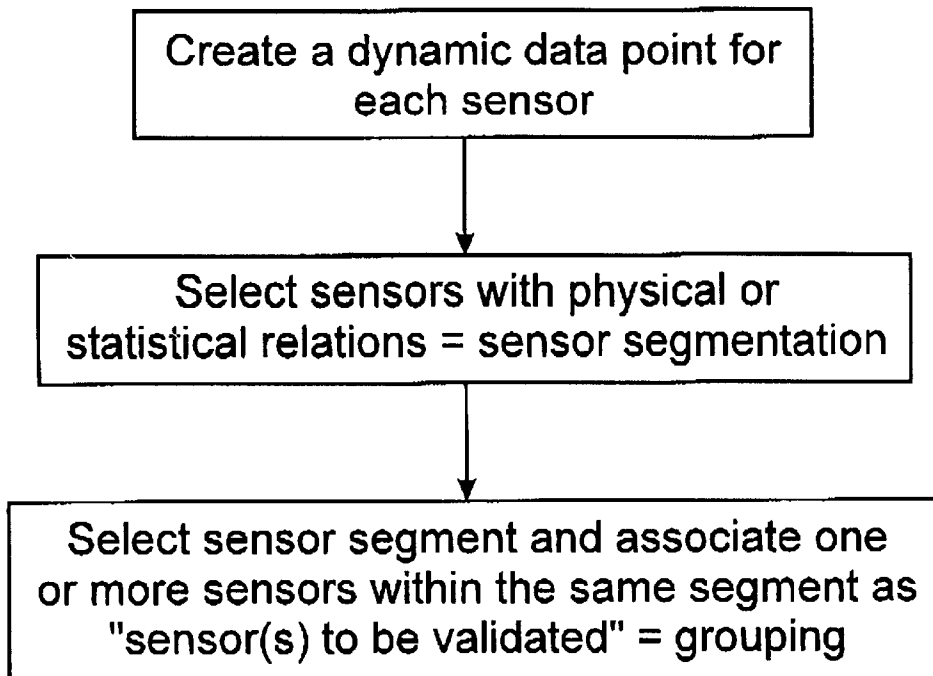 Create a dynamic data point for
each sensor
Select sensors with physical or
statistical relations = sensor segmentation
Select sensor segment and associate one
or more sensors within the same segment as
"sensor(s) to be validated" = grouping